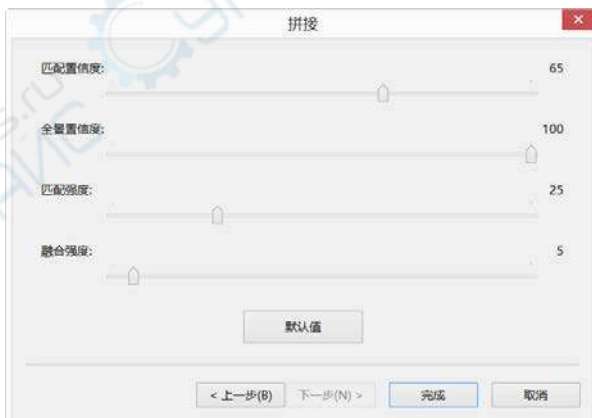 拼接
匹配置信度: 65
全景置信度: 100
匹配强度: 25
融合强度: 5
默认值
< 上一步(B) 下一步(N) > 完成 取消